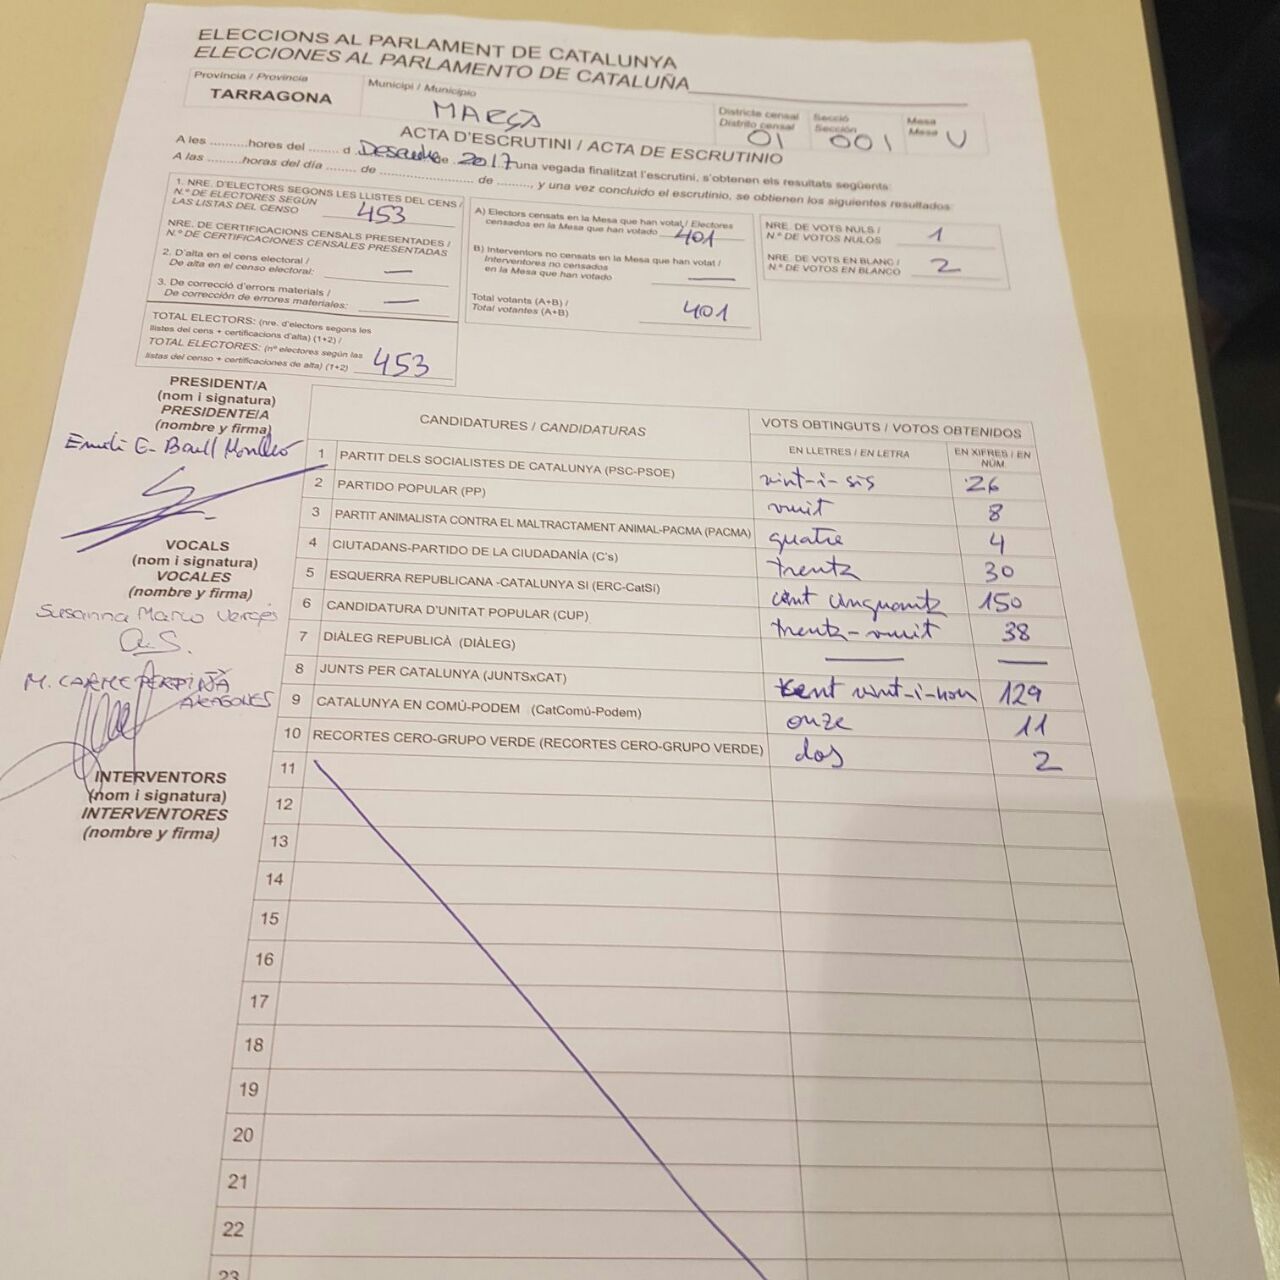 ELECCIONS AL PARLAMENT DE CATALUNYA
ELECCIONES AL PARLAMENTO DE CATALUÑA
Província / Provincia
TARRAGONA
Municipi / Municipio
MARÇÀ
Districte censal
Distrito censal
01
Secció
Sección
001
Mesa
Mesa
U
ACTA D'ESCRUTINI / ACTA DE ESCRUTINIO
A les ..........hores del ........ d Desembre de 2017 una vegada finalitzat l'escrutini, s'obtenen els resultats següents:
A las ..........horas del día ........ de ........................... de .........., y una vez concluido el escrutinio, se obtienen los siguientes resultados:
1. NRE. D'ELECTORS SEGONS LES LLISTES DEL CENS /
N.º DE ELECTORES SEGÚN
LAS LISTAS DEL CENSO 453
NRE. DE CERTIFICACIONS CENSALS PRESENTADES /
N.º DE CERTIFICACIONES CENSALES PRESENTADAS
2. D'alta en el cens electoral /
De alta en el censo electoral: —
3. De correcció d'errors materials /
De corrección de errores materiales: —
TOTAL ELECTORS: (nre. d'electors segons les
llistes del cens + certificacions d'alta) (1+2) /
TOTAL ELECTORES: (nº electores según las
listas del censo + certificaciones de alta) (1+2) 453
A) Electors censats en la Mesa que han votat / Electores
censados en la Mesa que han votado 401
B) Interventors no censats en la Mesa que han votat /
Interventores no censados
en la Mesa que han votado —
Total votants (A+B) /
Total votantes (A+B) 401
NRE. DE VOTS NULS /
N.º DE VOTOS NULOS 1
NRE. DE VOTS EN BLANC /
N.º DE VOTOS EN BLANCO 2
PRESIDENT/A
(nom i signatura)
PRESIDENTE/A
(nombre y firma)
VOCALS
(nom i signatura)
VOCALES
(nombre y firma)
Susanna Marco Vergés
M. CARME PERPIÑÀ
ARAGONES
INTERVENTORS
(nom i signatura)
INTERVENTORES
(nombre y firma)
CANDIDATURES / CANDIDATURAS
VOTS OBTINGUTS / VOTOS OBTENIDOS
EN LLETRES / EN LETRA
EN XIFRES / EN
NÚM.
1 PARTIT DELS SOCIALISTES DE CATALUNYA (PSC-PSOE) vint-i-sis 26
2 PARTIDO POPULAR (PP) vuit 8
3 PARTIT ANIMALISTA CONTRA EL MALTRACTAMENT ANIMAL-PACMA (PACMA) quatre 4
4 CIUTADANS-PARTIDO DE LA CIUDADANÍA (C's) trenta 30
5 ESQUERRA REPUBLICANA -CATALUNYA SI (ERC-CatSí) cent cinquanta 150
6 CANDIDATURA D'UNITAT POPULAR (CUP) trenta-vuit 38
7 DIÀLEG REPUBLICÀ (DIÀLEG) — —
8 JUNTS PER CATALUNYA (JUNTSxCAT) cent vint-i-nou 129
9 CATALUNYA EN COMÚ-PODEM (CatComú-Podem) onze 11
10 RECORTES CERO-GRUPO VERDE (RECORTES CERO-GRUPO VERDE) dos 2
11
12
13
14
15
16
17
18
19
20
21
22
23